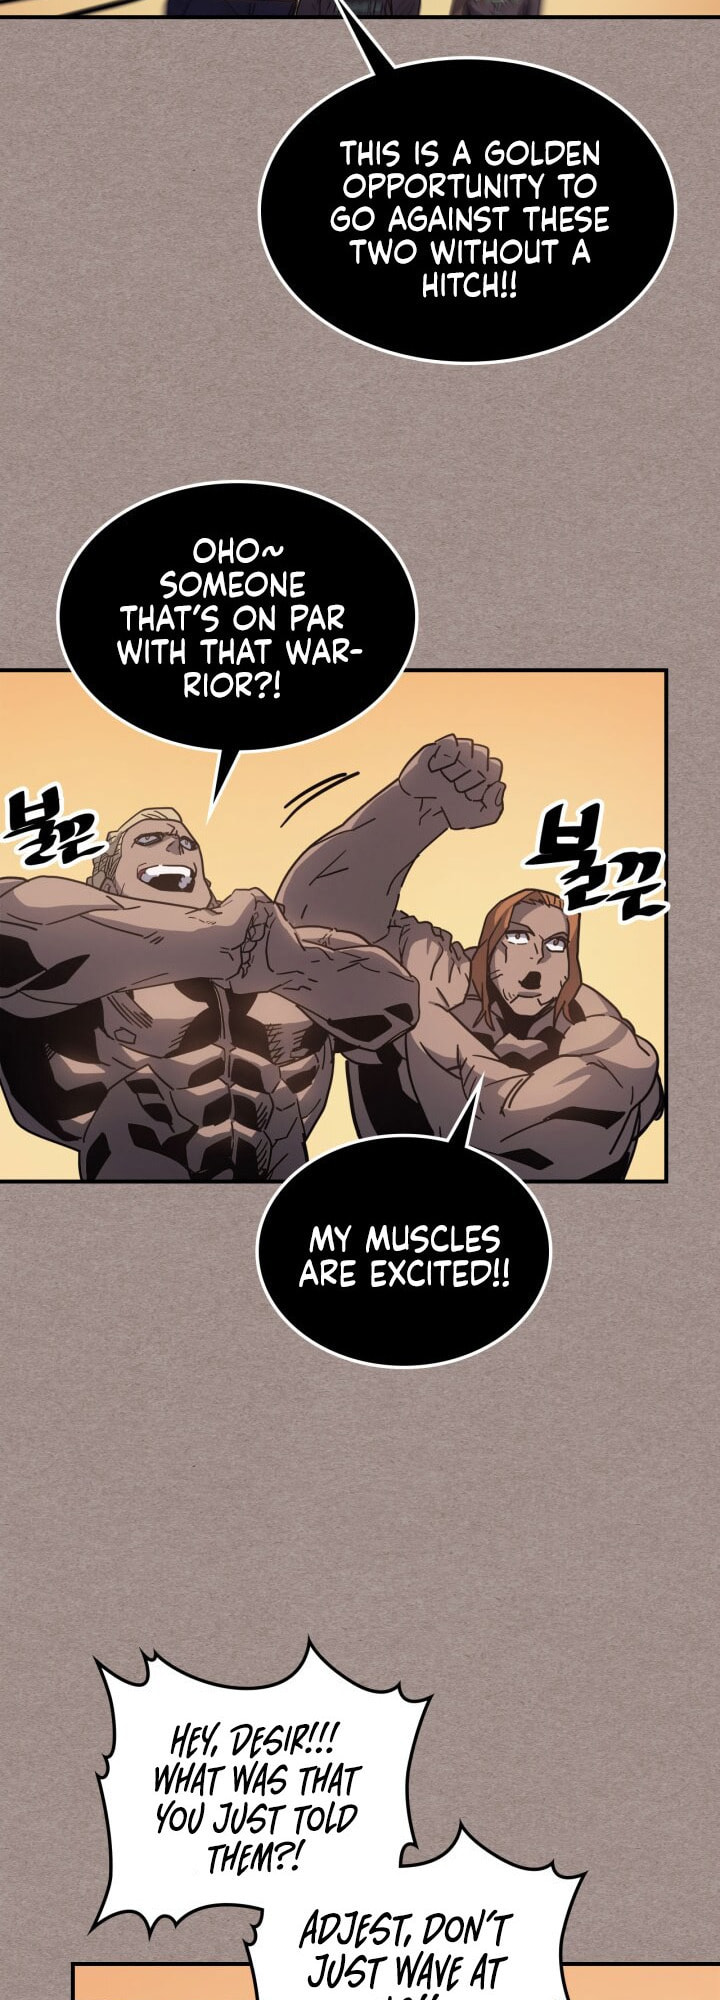 THIS IS A GOLDEN
OPPORTUNITY TO
GO AGAINST THESE
TWO WITHOUT A
HITCH!!
OHO~
SOMEONE
THAT'S ON PAR
WITH THAT WAR-
RIOR?!
불끈
불끈
MY MUSCLES
ARE EXCITED!!
HEY, DESIR!!!
WHAT WAS THAT
YOU JUST TOLD
THEM?!
ADJEST, DON'T
JUST WAVE AT